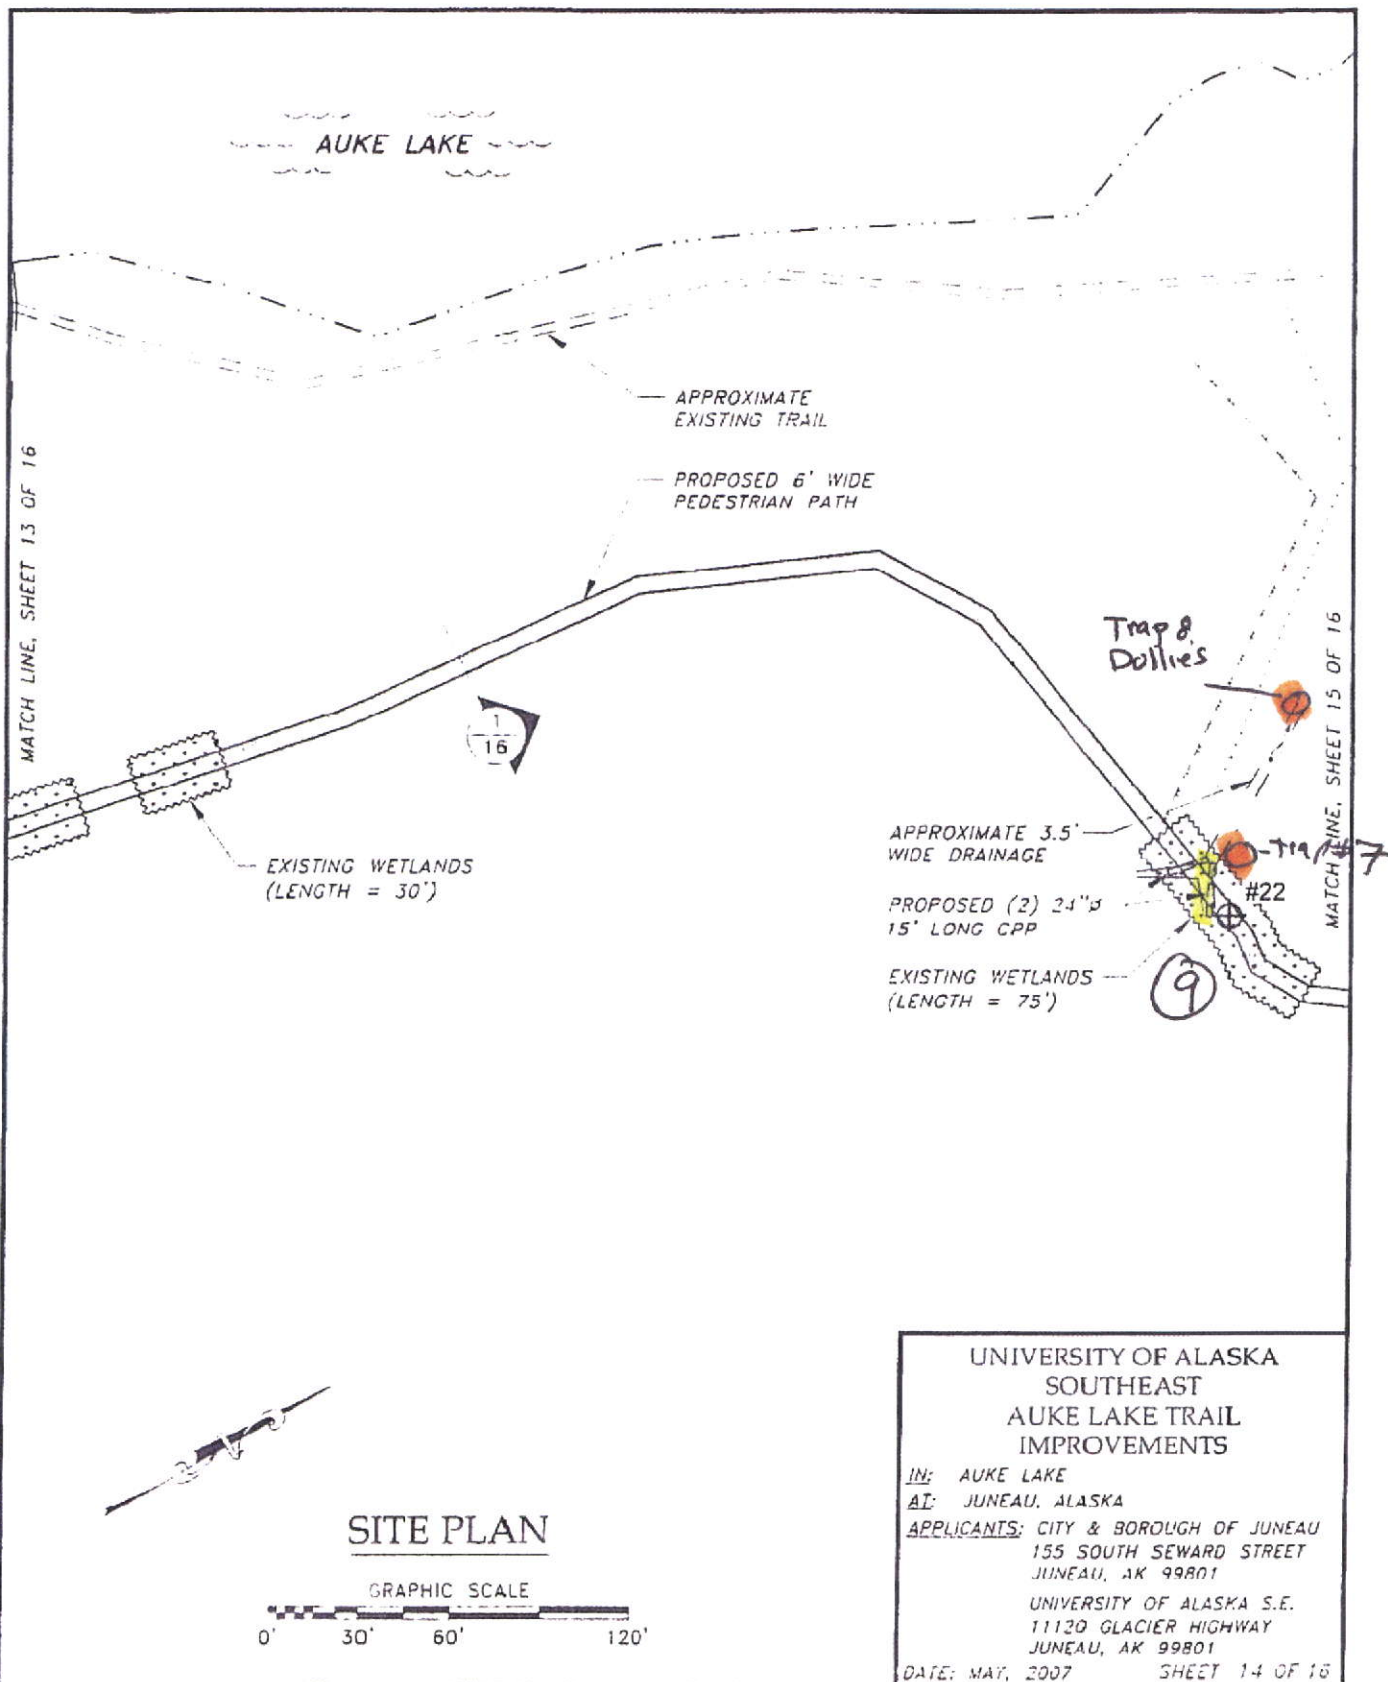 AUKE LAKE
APPROXIMATE
EXISTING TRAIL
PROPOSED 6' WIDE
PEDESTRIAN PATH
MATCH LINE, SHEET 13 OF 16
1
16
Trap 8
Dollies
MATCH LINE, SHEET 15 OF 16
EXISTING WETLANDS
(LENGTH = 30')
APPROXIMATE 3.5'
WIDE DRAINAGE
Trap #7
#22
PROPOSED (2) 24"ø
15' LONG CPP
EXISTING WETLANDS
(LENGTH = 75')
9
N
SITE PLAN
GRAPHIC SCALE
0' 30' 60' 120'
UNIVERSITY OF ALASKA
SOUTHEAST
AUKE LAKE TRAIL
IMPROVEMENTS
IN: AUKE LAKE
AT: JUNEAU, ALASKA
APPLICANTS: CITY & BOROUGH OF JUNEAU
155 SOUTH SEWARD STREET
JUNEAU, AK 99801
UNIVERSITY OF ALASKA S.E.
11120 GLACIER HIGHWAY
JUNEAU, AK 99801
DATE: MAY, 2007 SHEET 14 OF 16